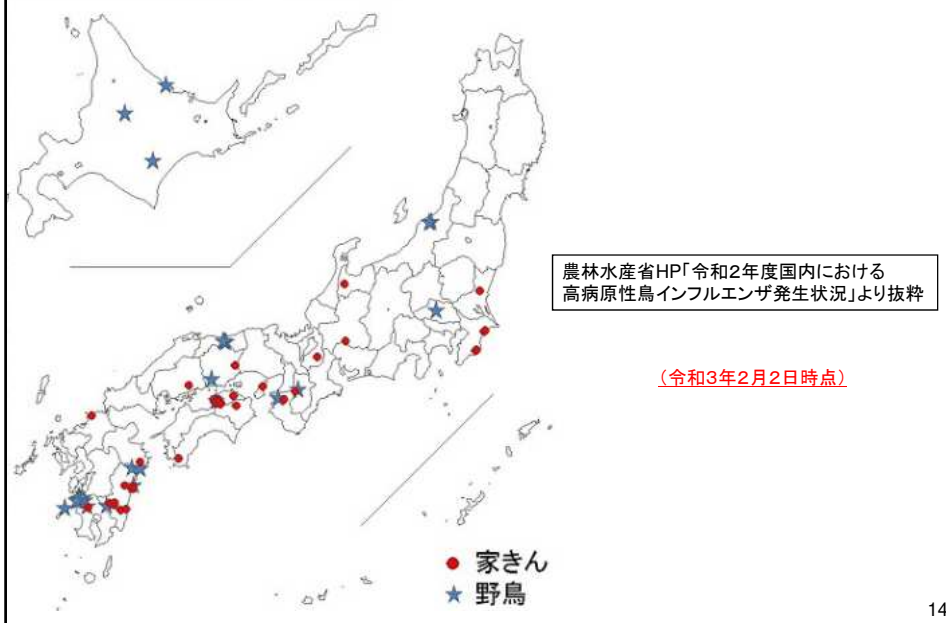 農林水産省HP「令和2年度国内における
高病原性鳥インフルエンザ発生状況」より抜粋
(令和3年2月2日時点)
家きん
野鳥
14